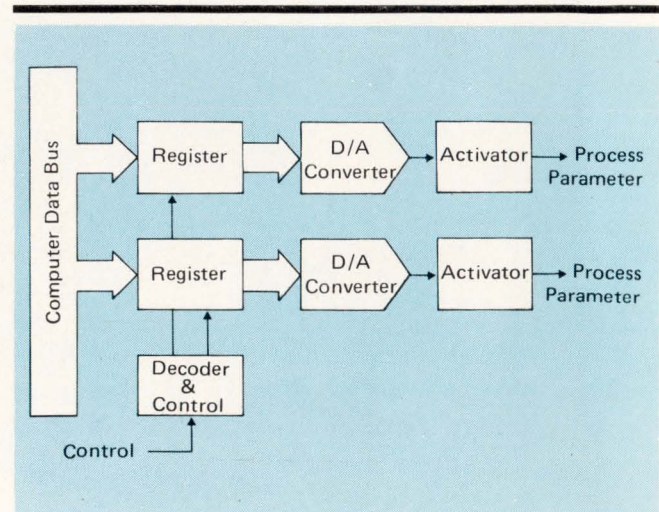 Computer Data Bus
Register
D/A
Converter
Activator
Process
Parameter
Register
D/A
Converter
Activator
Process
Parameter
Decoder
&
Control
Control